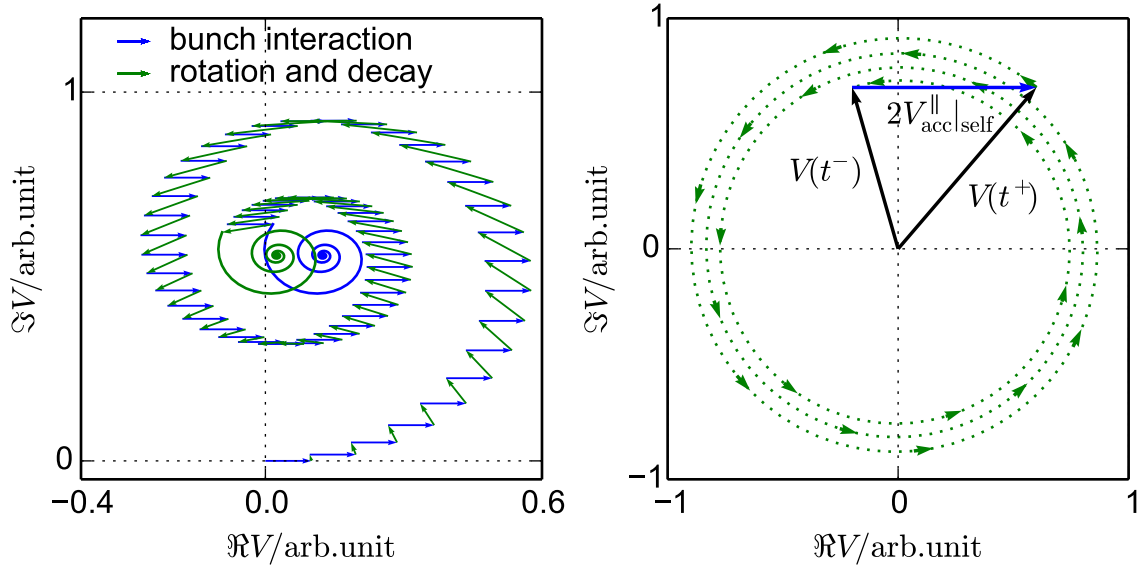 bunch interaction
rotation and decay
1
0
−0.4
0.0
0.6
ℜV/arb.unit
ℑV/arb.unit
1
0
−1
−1
0
1
2V∥acc|self
V(t−)
V(t+)
ℜV/arb.unit
ℑV/arb.unit